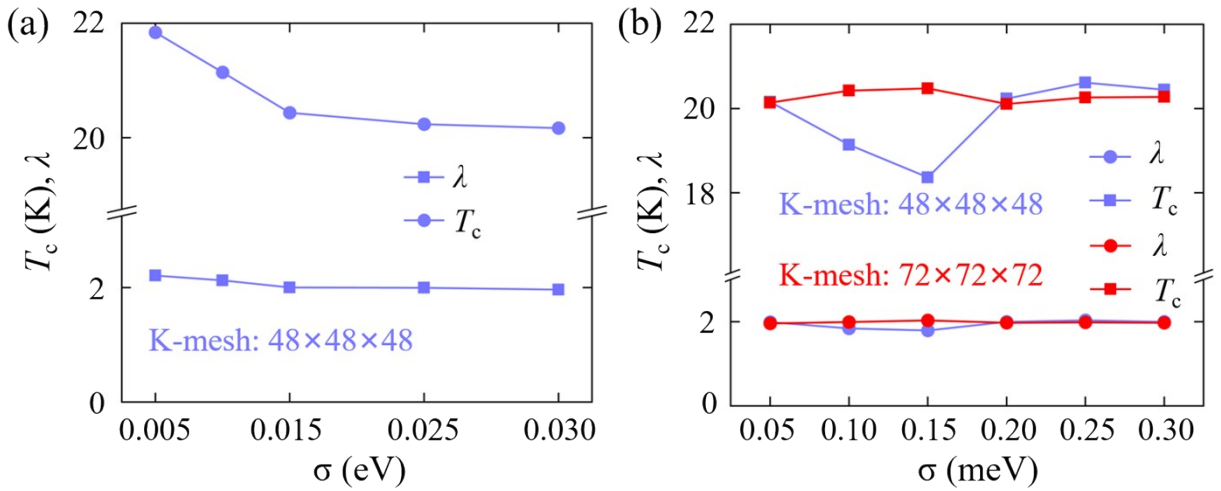 (a)
22
20
2
0
T_c (K), λ
λ
T_c
K-mesh: 48×48×48
0.005
0.015
0.025
0.030
σ (eV)
(b)
22
20
18
2
0
T_c (K), λ
λ
T_c
K-mesh: 48×48×48
λ
K-mesh: 72×72×72
T_c
0.05
0.10
0.15
0.20
0.25
0.30
σ (meV)